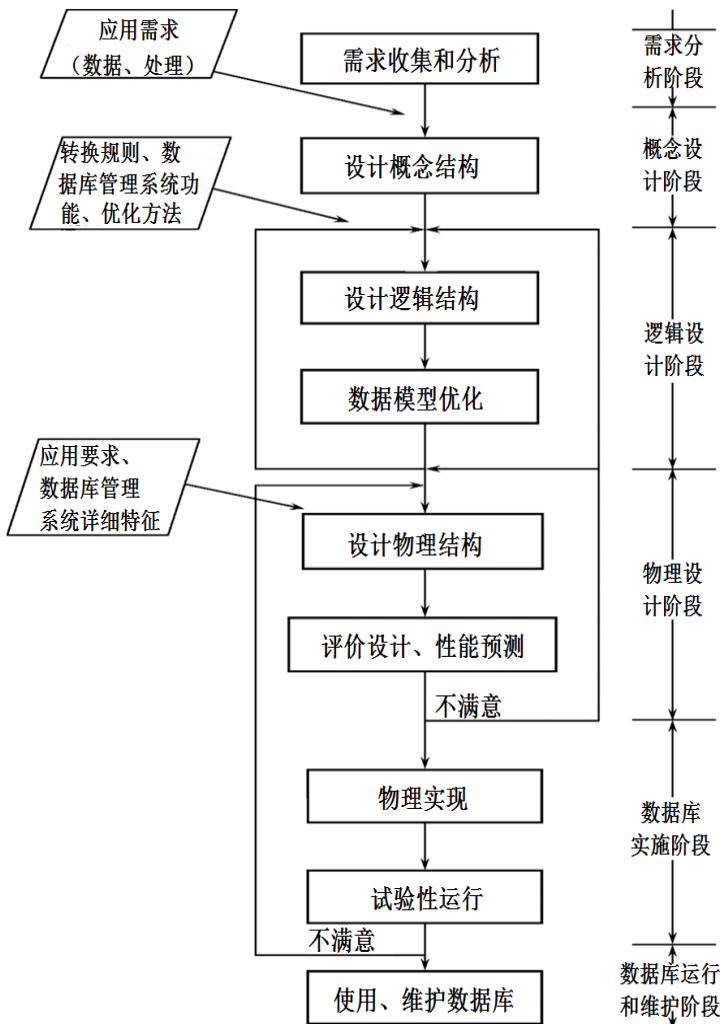 应用需求
（数据、处理）
需求收集和分析
需求分
析阶段
转换规则、数
据库管理系统功
能、优化方法
设计概念结构
概念设
计阶段
设计逻辑结构
数据模型优化
逻辑设
计阶段
应用要求、
数据库管理
系统详细特征
设计物理结构
评价设计、性能预测
不满意
物理设
计阶段
物理实现
试验性运行
不满意
数据库
实施阶段
使用、维护数据库
数据库运行
和维护阶段